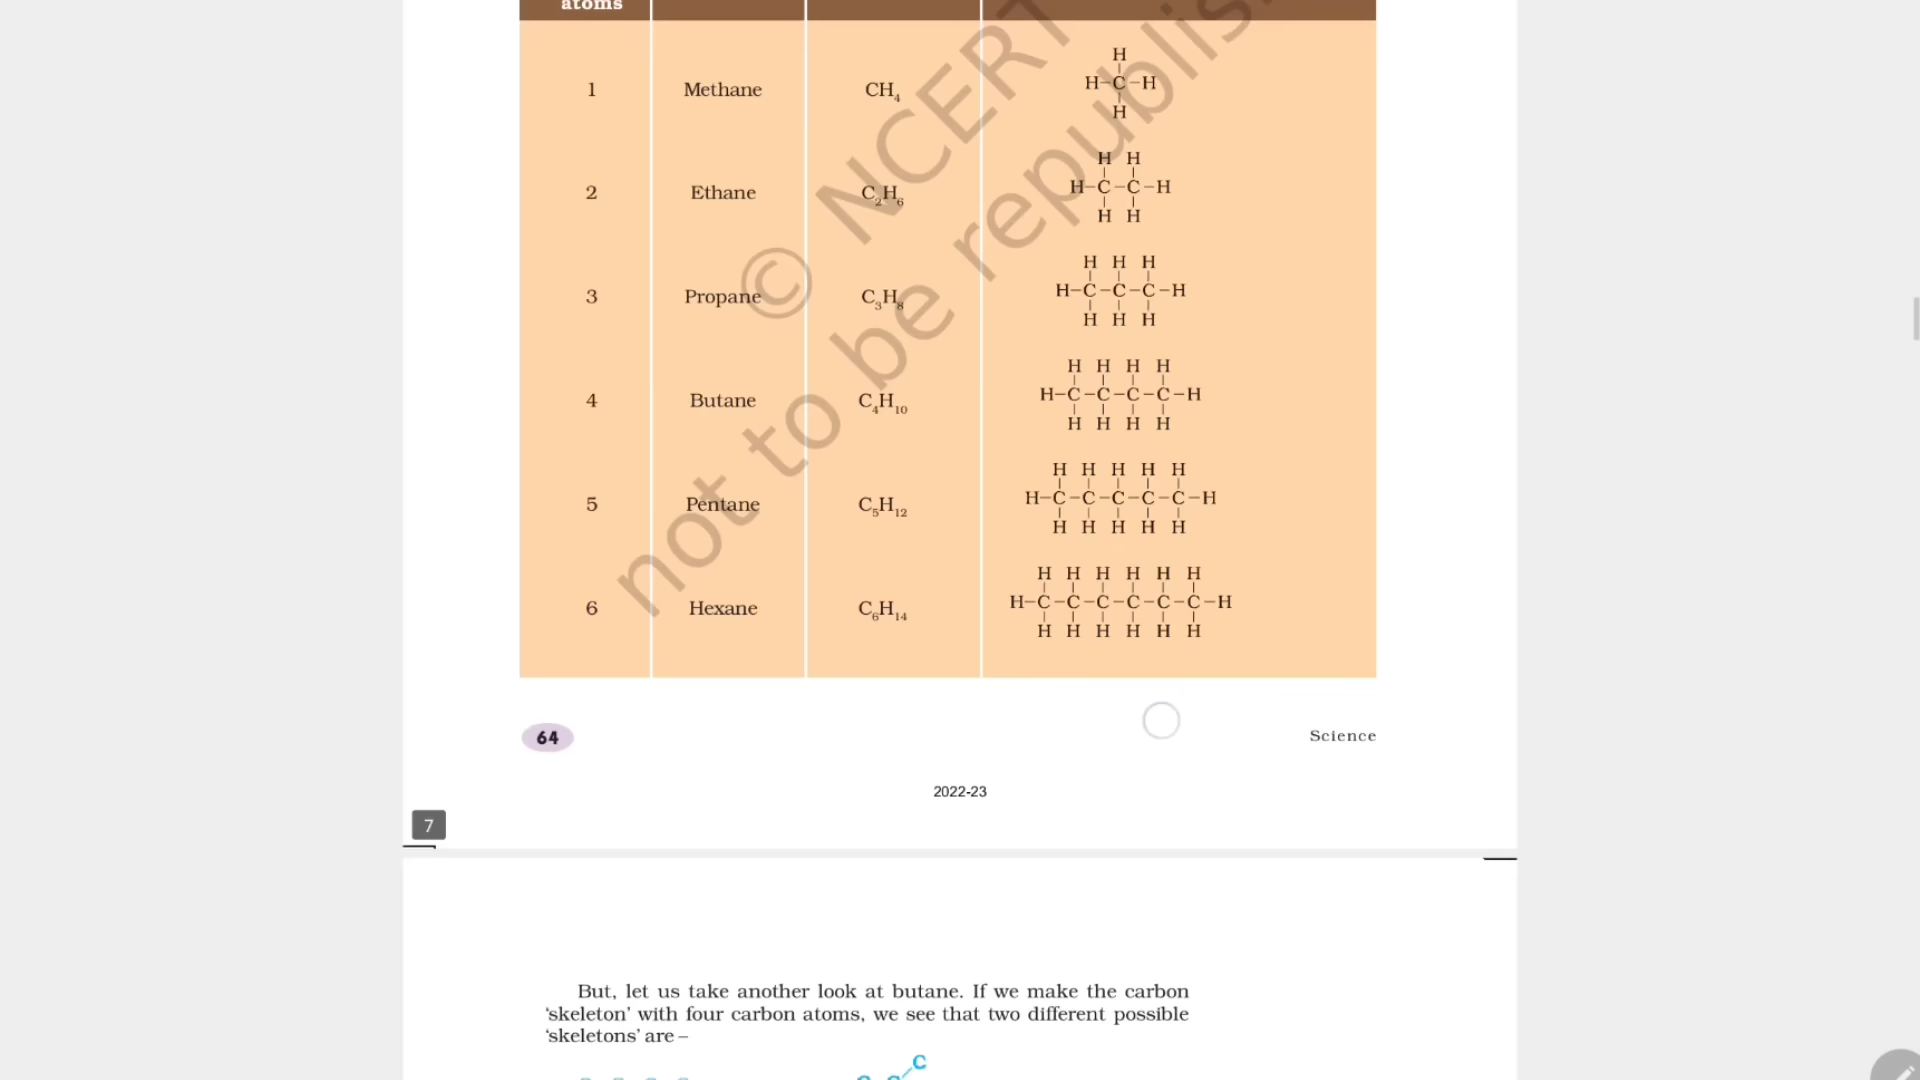 atoms
1 Methane CH₄
H
H–C–H
H
2 Ethane C₂H₆
H H
H–C–C–H
H H
3 Propane C₃H₈
H H H
H–C–C–C–H
H H H
4 Butane C₄H₁₀
H H H H
H–C–C–C–C–H
H H H H
5 Pentane C₅H₁₂
H H H H H
H–C–C–C–C–C–H
H H H H H
6 Hexane C₆H₁₄
H H H H H H
H–C–C–C–C–C–C–H
H H H H H H
© NCERT
not to be republis
64
Science
2022-23
7
But, let us take another look at butane. If we make the carbon
‘skeleton’ with four carbon atoms, we see that two different possible
‘skeletons’ are –
C